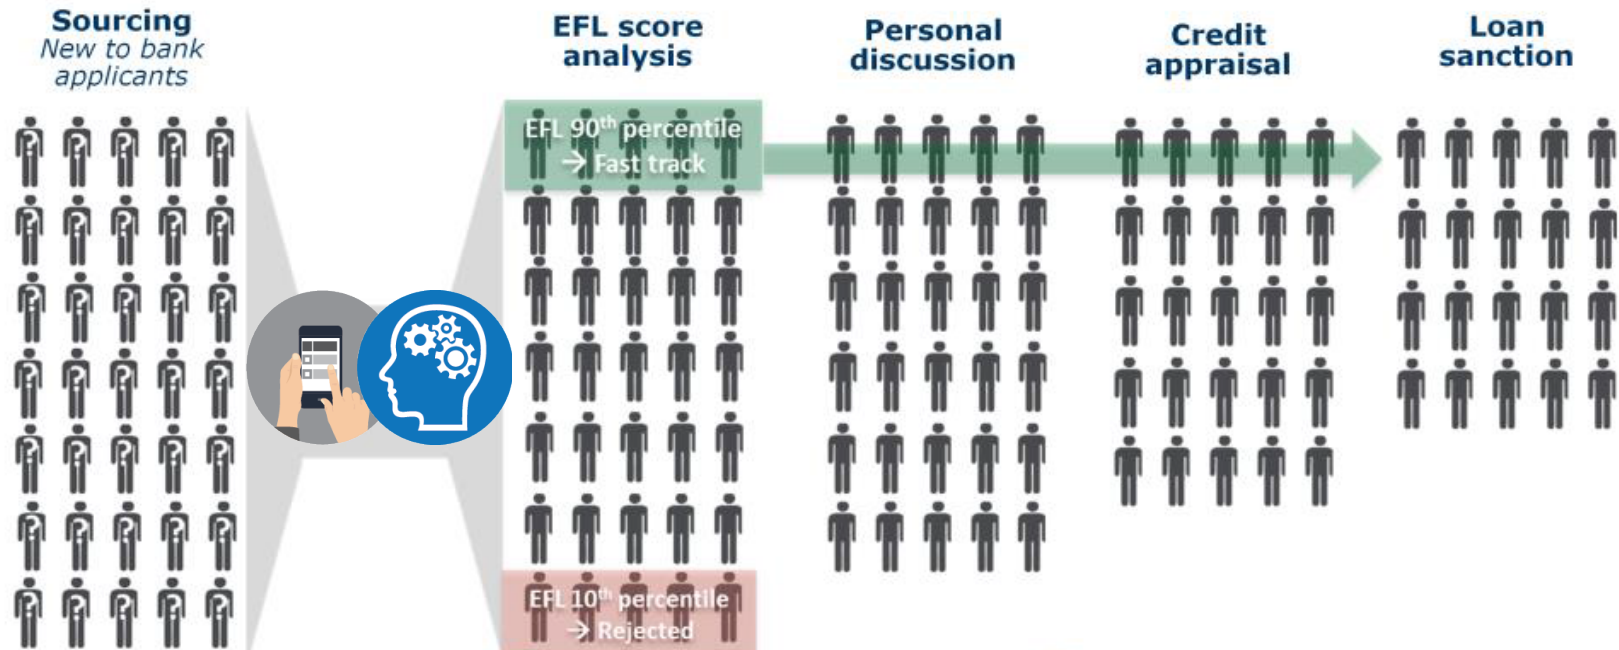 Sourcing
New to bank
applicants
EFL score
analysis
Personal
discussion
Credit
appraisal
Loan
sanction
EFL 90th percentile
→ Fast track
EFL 10th percentile
→ Rejected